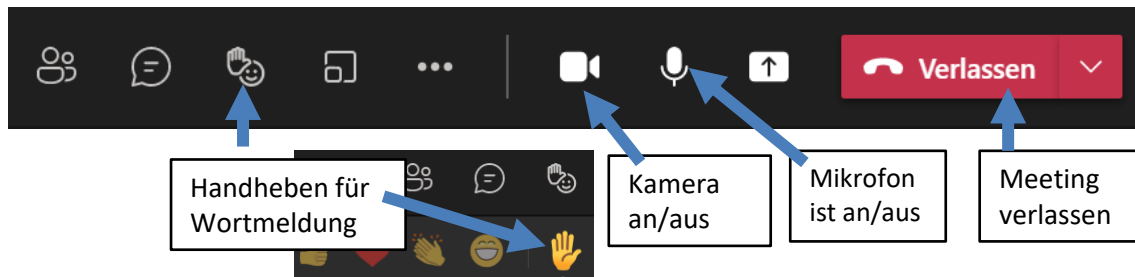 Verlassen
Handheben für
Wortmeldung
Kamera
an/aus
Mikrofon
ist an/aus
Meeting
verlassen